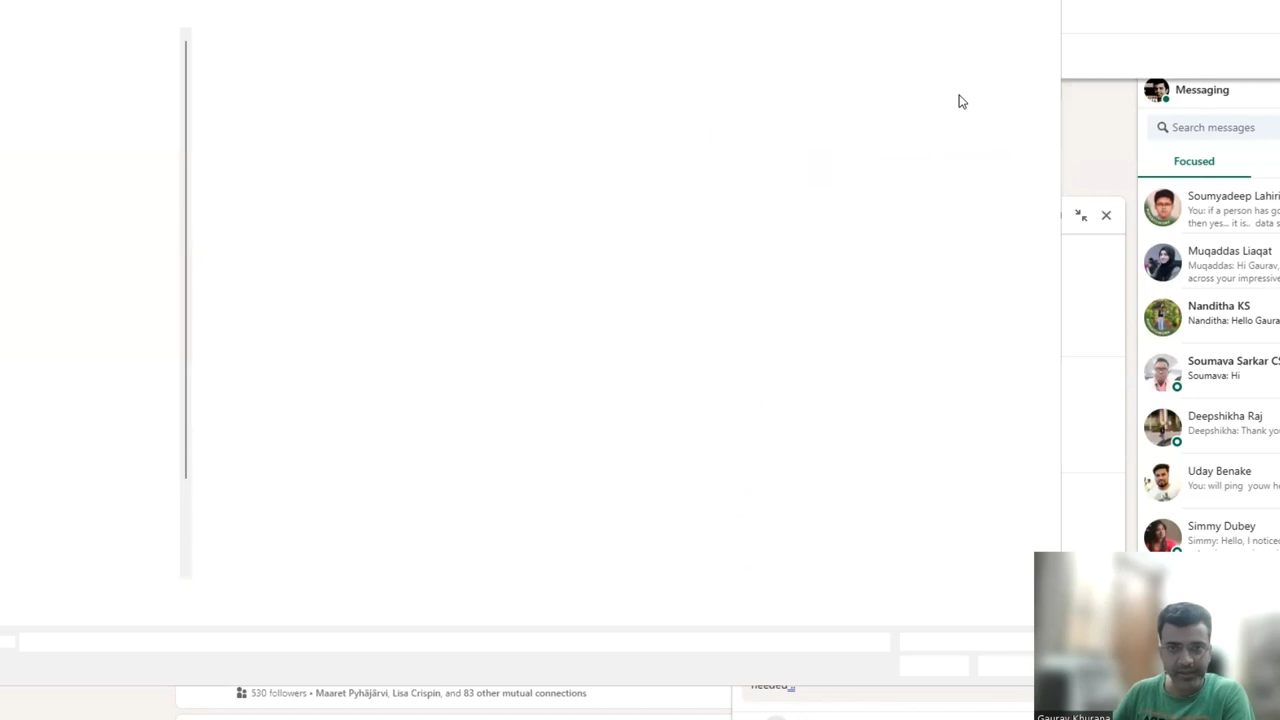 Messaging
Search messages
Focused
Soumyadeep Lahiri
You: if a person has go
then yes... it is.. data s
Muqaddas Liaqat
Muqaddas: Hi Gaurav,
across your impressive
Nanditha KS
Nanditha: Hello Gaura
Soumava Sarkar CS
Soumava: Hi
Deepshikha Raj
Deepshikha: Thank yo
Uday Benake
You: will ping youw he
Simmy Dubey
Simmy: Hello, I noticed
needed
530 followers • Maaret Pyhäjärvi, Lisa Crispin, and 83 other mutual connections
Gaurav Khurana